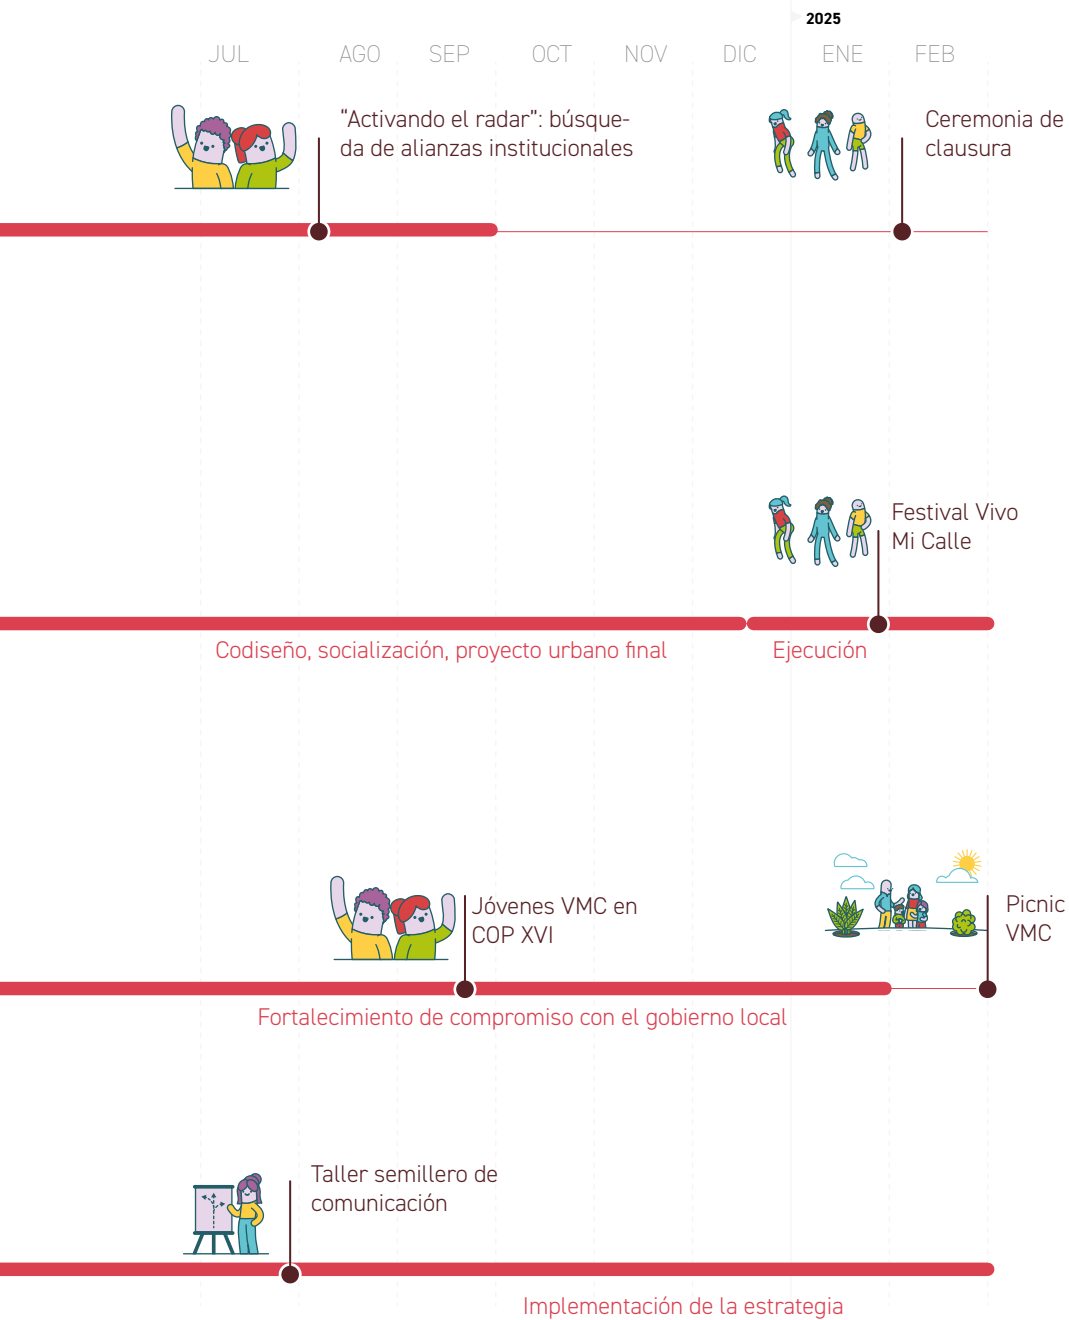 2025
JUL AGO SEP OCT NOV DIC ENE FEB
“Activando el radar”: búsque-
da de alianzas institucionales
Ceremonia de
clausura
Festival Vivo
Mi Calle
Codiseño, socialización, proyecto urbano final
Ejecución
Jóvenes VMC en
COP XVI
Picnic
VMC
Fortalecimiento de compromiso con el gobierno local
Taller semillero de
comunicación
Implementación de la estrategia